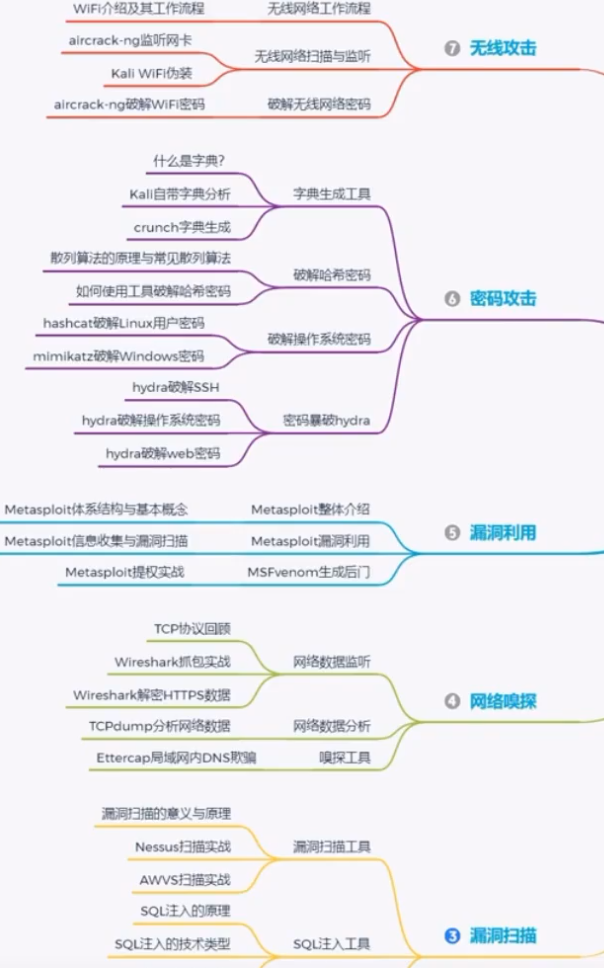 WiFi介绍及其工作流程 无线网络工作流程
aircrack-ng监听网卡
无线网络扫描与监听
⑦ 无线攻击
Kali WiFi伪装
aircrack-ng破解WiFi密码 破解无线网络密码
什么是字典?
Kali自带字典分析 字典生成工具
crunch字典生成
散列算法的原理与常见散列算法
破解哈希密码
如何使用工具破解哈希密码
⑥ 密码攻击
hashcat破解Linux用户密码
破解操作系统密码
mimikatz破解Windows密码
hydra破解SSH
hydra破解操作系统密码 密码暴破hydra
hydra破解web密码
Metasploit体系结构与基本概念 Metasploit整体介绍
⑤ 漏洞利用
Metasploit信息收集与漏洞扫描 Metasploit漏洞利用
Metasploit提权实战 MSFvenom生成后门
TCP协议回顾
Wireshark抓包实战 网络数据监听
Wireshark解密HTTPS数据
④ 网络嗅探
TCPdump分析网络数据 网络数据分析
Ettercap局域网内DNS欺骗 嗅探工具
漏洞扫描的意义与原理
Nessus扫描实战 漏洞扫描工具
AWVS扫描实战
SQL注入的原理
③ 漏洞扫描
SQL注入的技术类型 SQL注入工具